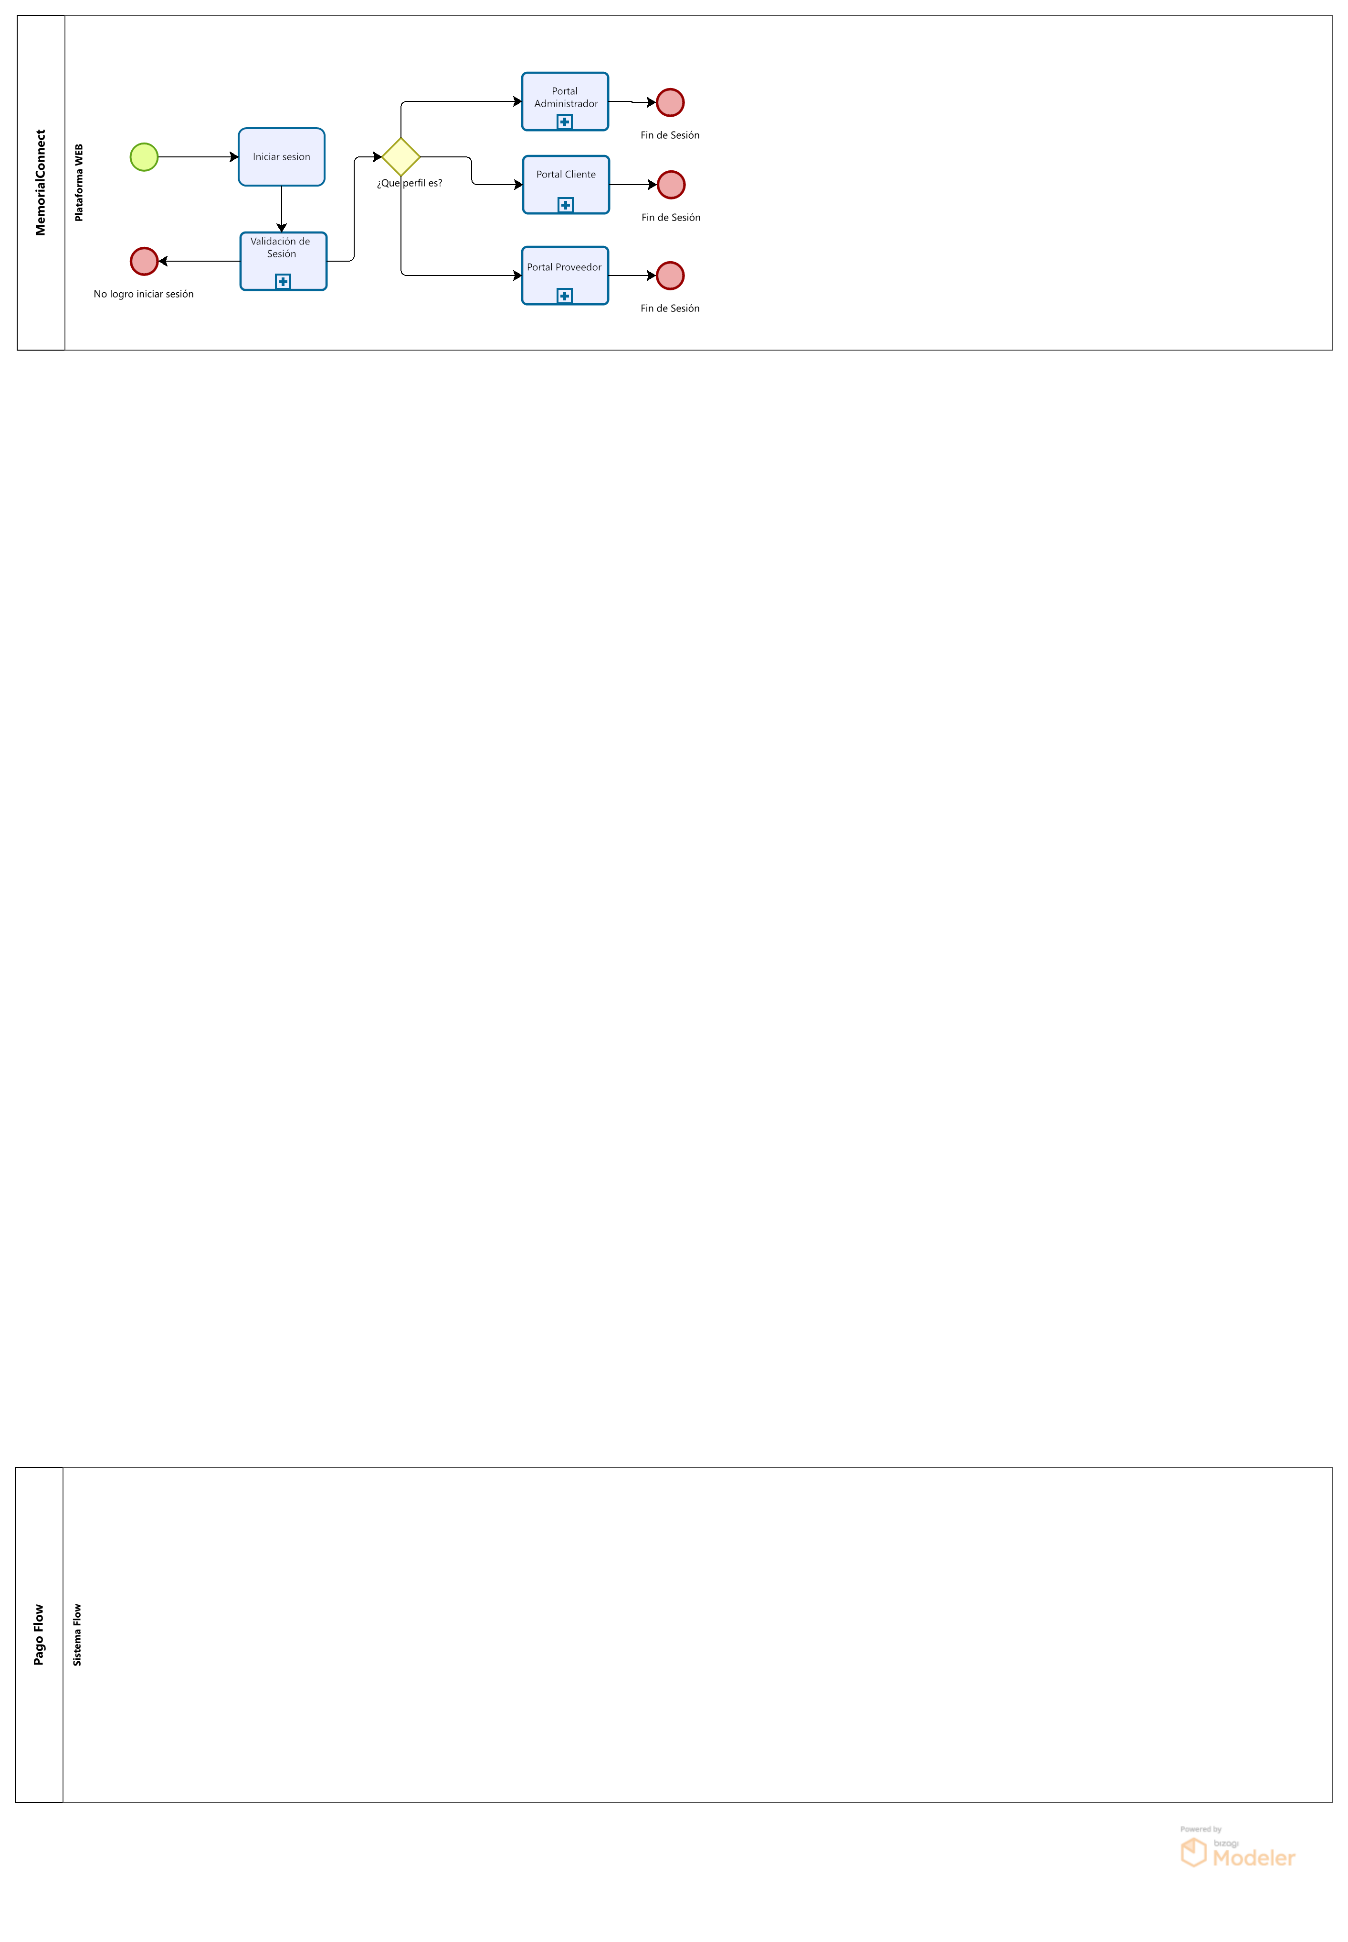 MemorialConnect
Plataforma WEB
Iniciar sesion
Validación de
Sesión
No logro iniciar sesión
¿Que perfil es?
Portal
Administrador
Fin de Sesión
Portal Cliente
Fin de Sesión
Portal Proveedor
Fin de Sesión
Pago Flow
Sistema Flow
Powered by
bizagi
Modeler